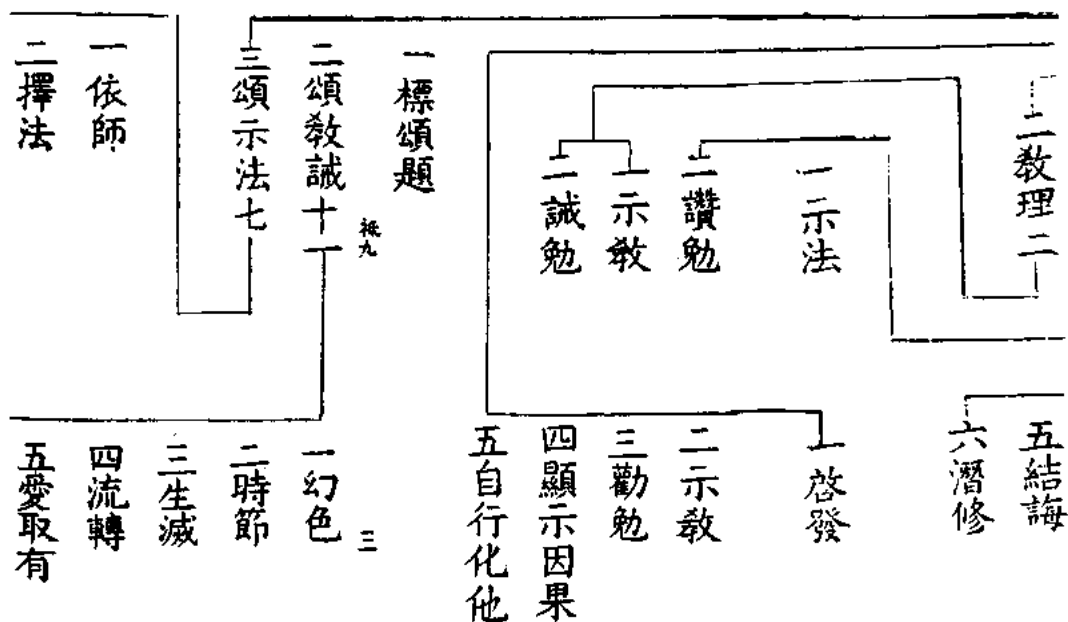 二教理二
一示法
二讚勉
一示教
二誡勉
一標頌題
二頌教誡十一
三頌示法七
一依師
二擇法
五結誨
六潛修
一啓發
二示教
三勸勉
四顯示因果
五自行化他
三
一幻色
二時節
三生滅
四流轉
五愛取有